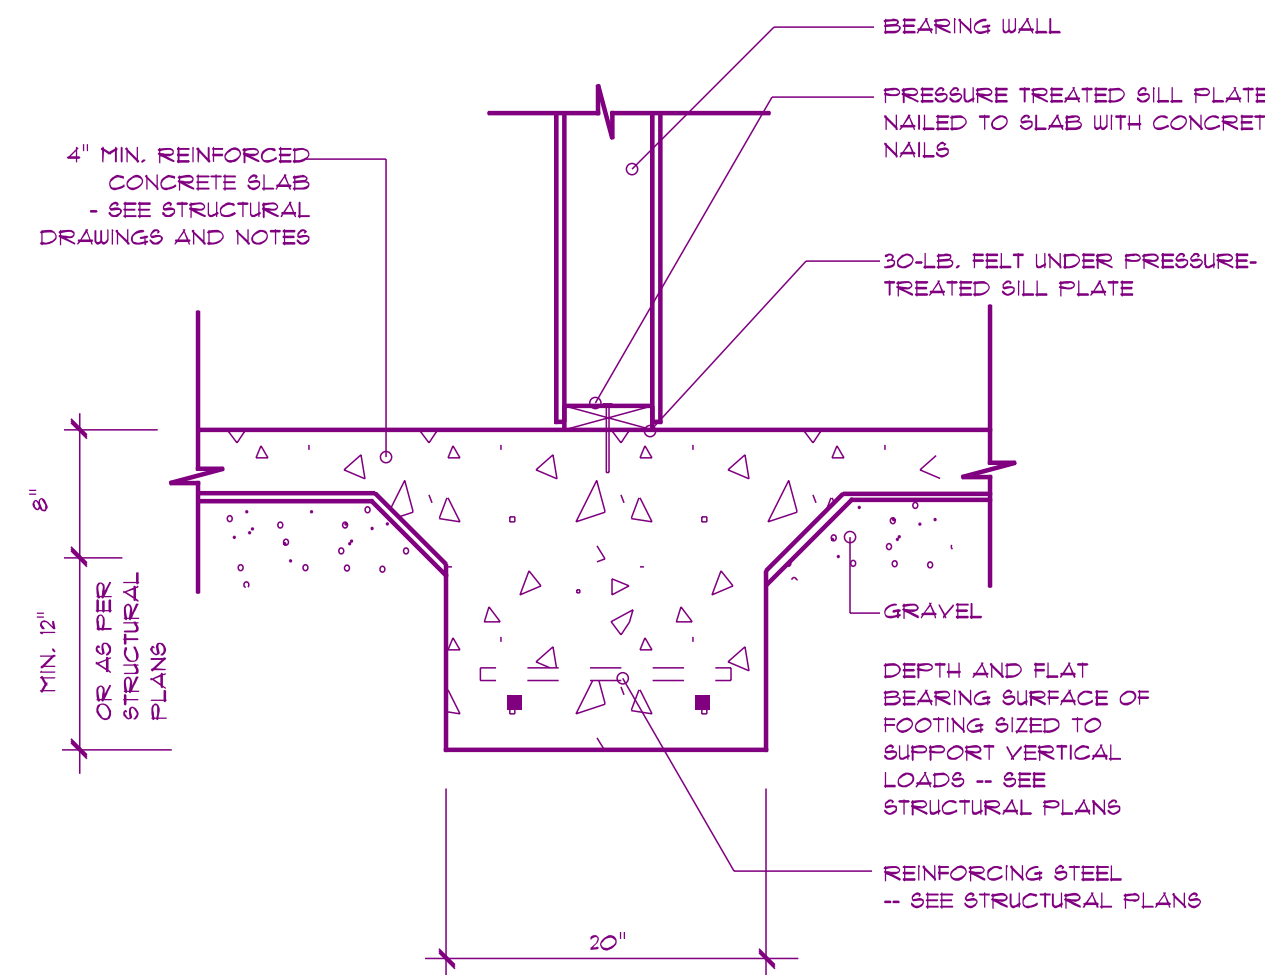 BEARING WALL
PRESSURE TREATED SILL PLATE
NAILED TO SLAB WITH CONCRET
NAILS
4" MIN. REINFORCED
CONCRETE SLAB
- SEE STRUCTURAL
DRAWINGS AND NOTES
30-LB. FELT UNDER PRESSURE-
TREATED SILL PLATE
8"
MIN. 12"
OR AS PER
STRUCTURAL
PLANS
GRAVEL
DEPTH AND FLAT
BEARING SURFACE OF
FOOTING SIZED TO
SUPPORT VERTICAL
LOADS -- SEE
STRUCTURAL PLANS
REINFORCING STEEL
-- SEE STRUCTURAL PLANS
20"